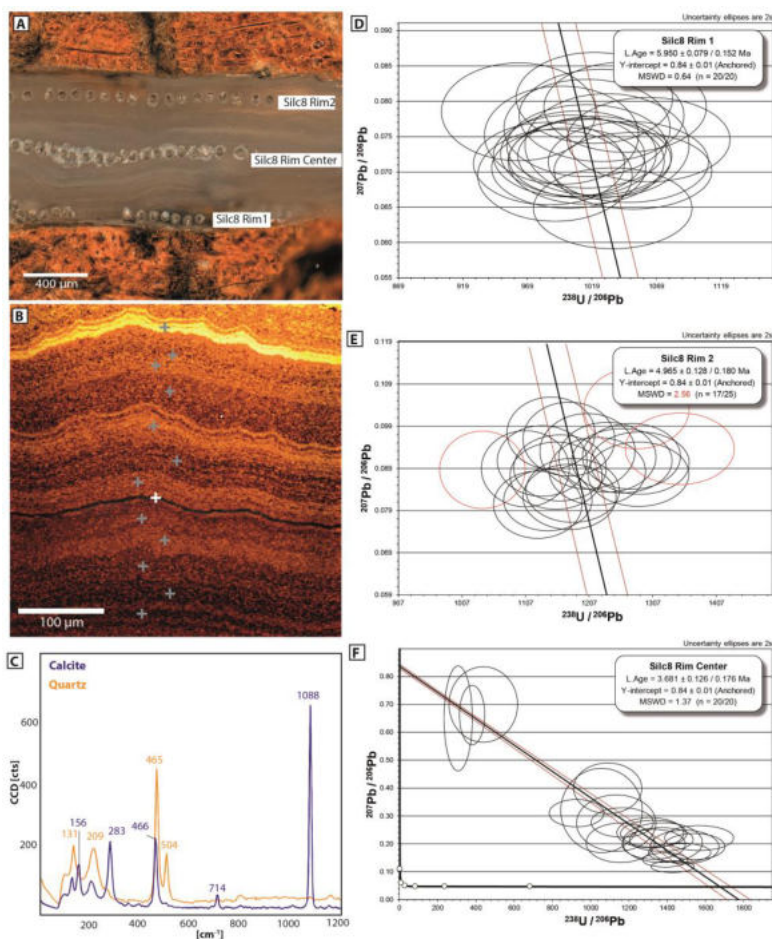 A
Silc8 Rim2
Silc8 Rim Center
Silc8 Rim1
400 µm
B
100 µm
C
Calcite
Quartz
1088
465
156
131
209
283
466
504
714
CCD [cts]
600
400
200
200
400
600
800
1000
1200
[cm⁻¹]
D
Uncertainty ellipses are 2s
Silc8 Rim 1
L.Age = 5.950 ± 0.079 / 0.152 Ma
Y-intercept = 0.84 ± 0.01 (Anchored)
MSWD = 0.64 (n = 20/20)
²⁰⁷Pb / ²⁰⁶Pb
0.090
0.085
0.080
0.075
0.070
0.065
0.060
0.055
869
919
969
1019
1069
1119
²³⁸U / ²⁰⁶Pb
E
Uncertainty ellipses are 2s
Silc8 Rim 2
L.Age = 4.965 ± 0.128 / 0.180 Ma
Y-intercept = 0.84 ± 0.01 (Anchored)
MSWD = 2.56 (n = 17/25)
²⁰⁷Pb / ²⁰⁶Pb
0.119
0.109
0.099
0.089
0.079
0.069
0.059
1007
1107
1207
1307
1407
²³⁸U / ²⁰⁶Pb
F
Uncertainty ellipses are 2s
Silc8 Rim Center
L.Age = 3.681 ± 0.126 / 0.176 Ma
Y-intercept = 0.84 ± 0.01 (Anchored)
MSWD = 1.37 (n = 20/20)
²⁰⁷Pb / ²⁰⁶Pb
0.80
0.70
0.60
0.50
0.40
0.30
0.20
0.10
0.00
0
200
400
600
800
1000
1200
1400
1600
1800
²³⁸U / ²⁰⁶Pb